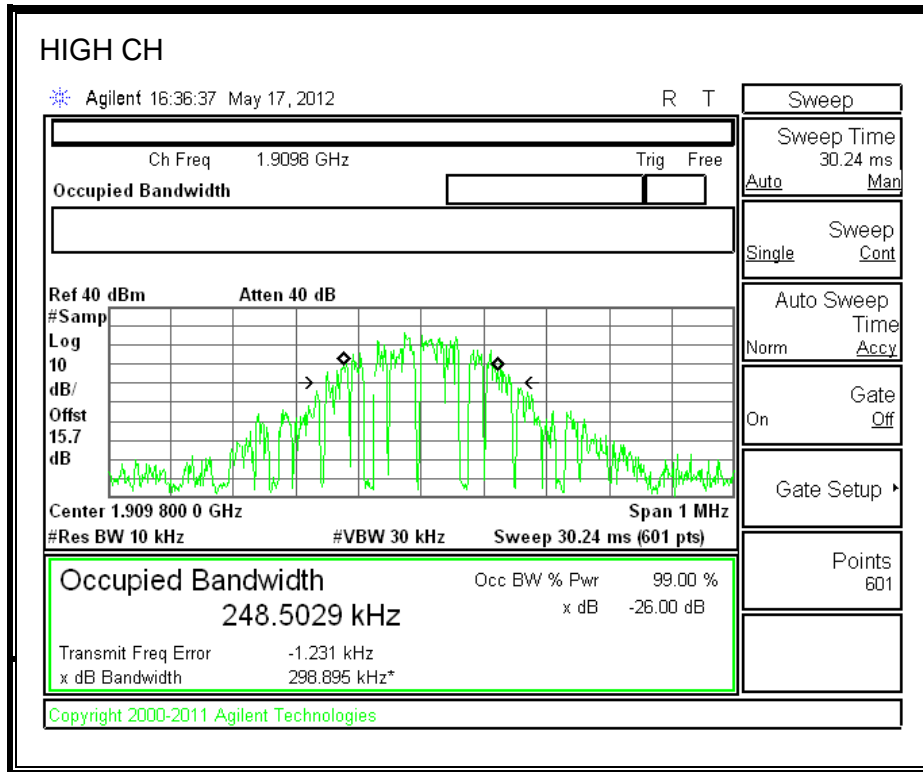 HIGH CH
Agilent 16:36:37 May 17, 2012 R T
Ch Freq 1.9098 GHz Trig Free
Occupied Bandwidth
Ref 40 dBm Atten 40 dB
#Samp
Log
10
dB/
Offst
15.7
dB
Center 1.909 800 0 GHz Span 1 MHz
#Res BW 10 kHz #VBW 30 kHz Sweep 30.24 ms (601 pts)
Occupied Bandwidth Occ BW % Pwr 99.00 %
248.5029 kHz x dB -26.00 dB
Transmit Freq Error -1.231 kHz
x dB Bandwidth 298.895 kHz*
Copyright 2000-2011 Agilent Technologies
Sweep
Sweep Time
30.24 ms
Auto Man
Sweep
Single Cont
Auto Sweep
Time
Norm Accy
Gate
On Off
Gate Setup
Points
601